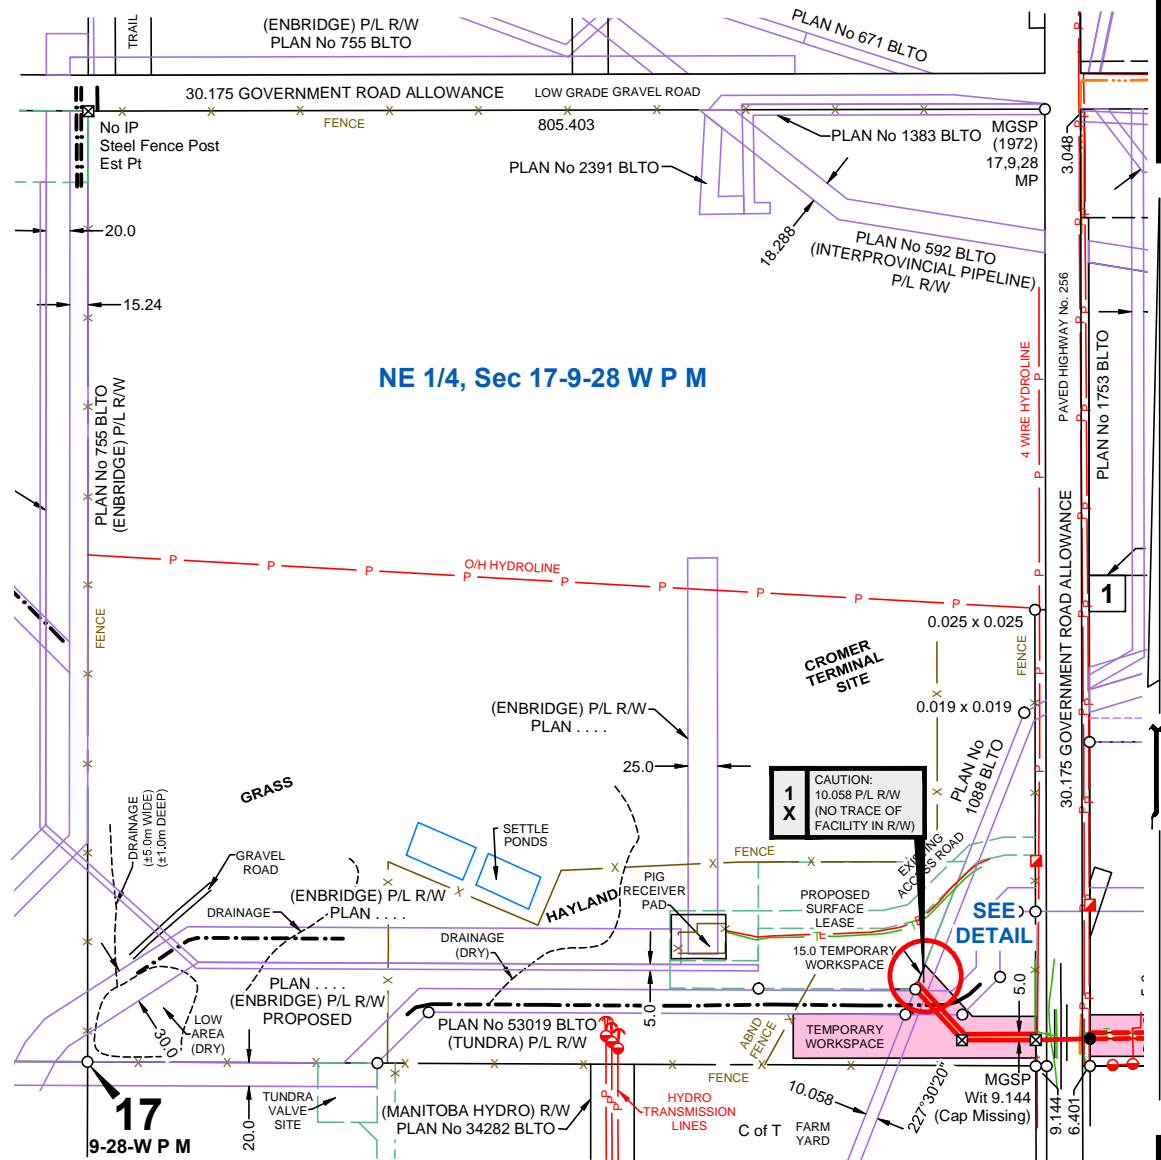 TRAIL
(ENBRIDGE) P/L R/W
PLAN No 755 BLTO
PLAN No 671 BLTO
30.175 GOVERNMENT ROAD ALLOWANCE
LOW GRADE GRAVEL ROAD
FENCE
805.403
No IP
Steel Fence Post
Est Pt
PLAN No 1383 BLTO
MGSP
(1972)
17,9,28
MP
3.048
PLAN No 2391 BLTO
20.0
18.288
PLAN No 592 BLTO
(INTERPROVINCIAL PIPELINE)
P/L R/W
15.24
PAVED HIGHWAY No. 256
PLAN No 1753 BLTO
4 WIRE HYDROLINE
NE 1/4, Sec 17-9-28 W P M
PLAN No 755 BLTO
(ENBRIDGE) P/L R/W
30.175 GOVERNMENT ROAD ALLOWANCE
P P P P P P P P P
O/H HYDROLINE
1
FENCE
0.025 x 0.025
FENCE
CROMER
TERMINAL
SITE
0.019 x 0.019
(ENBRIDGE) P/L R/W
PLAN . . . .
25.0
PLAN No
1088 BLTO
1
X
CAUTION:
10.058 P/L R/W
(NO TRACE OF
FACILITY IN R/W)
GRASS
DRAINAGE
(±5.0m WIDE)
(±1.0m DEEP)
SETTLE
PONDS
GRAVEL
ROAD
FENCE
EXISTING
ACCESS ROAD
PIG
RECEIVER
PAD
(ENBRIDGE) P/L R/W
PLAN . . . .
HAYLAND
PROPOSED
SURFACE
LEASE
SEE
DETAIL
DRAINAGE
DRAINAGE
(DRY)
E
T
E
15.0 TEMPORARY
WORKSPACE
PLAN . . . .
(ENBRIDGE) P/L R/W
PROPOSED
5.0
5.0
LOW
AREA
(DRY)
30.0
PLAN No 53019 BLTO
(TUNDRA) P/L R/W
ABND
FENCE
TEMPORARY
WORKSPACE
FENCE
MGSP
Wit 9.144
(Cap Missing)
9.144
6.401
10.058
227°30'20"
17
9-28-W P M
20.0
TUNDRA
VALVE
SITE
(MANITOBA HYDRO) R/W
PLAN No 34282 BLTO
HYDRO
TRANSMISSION
LINES
C of T
FARM
YARD